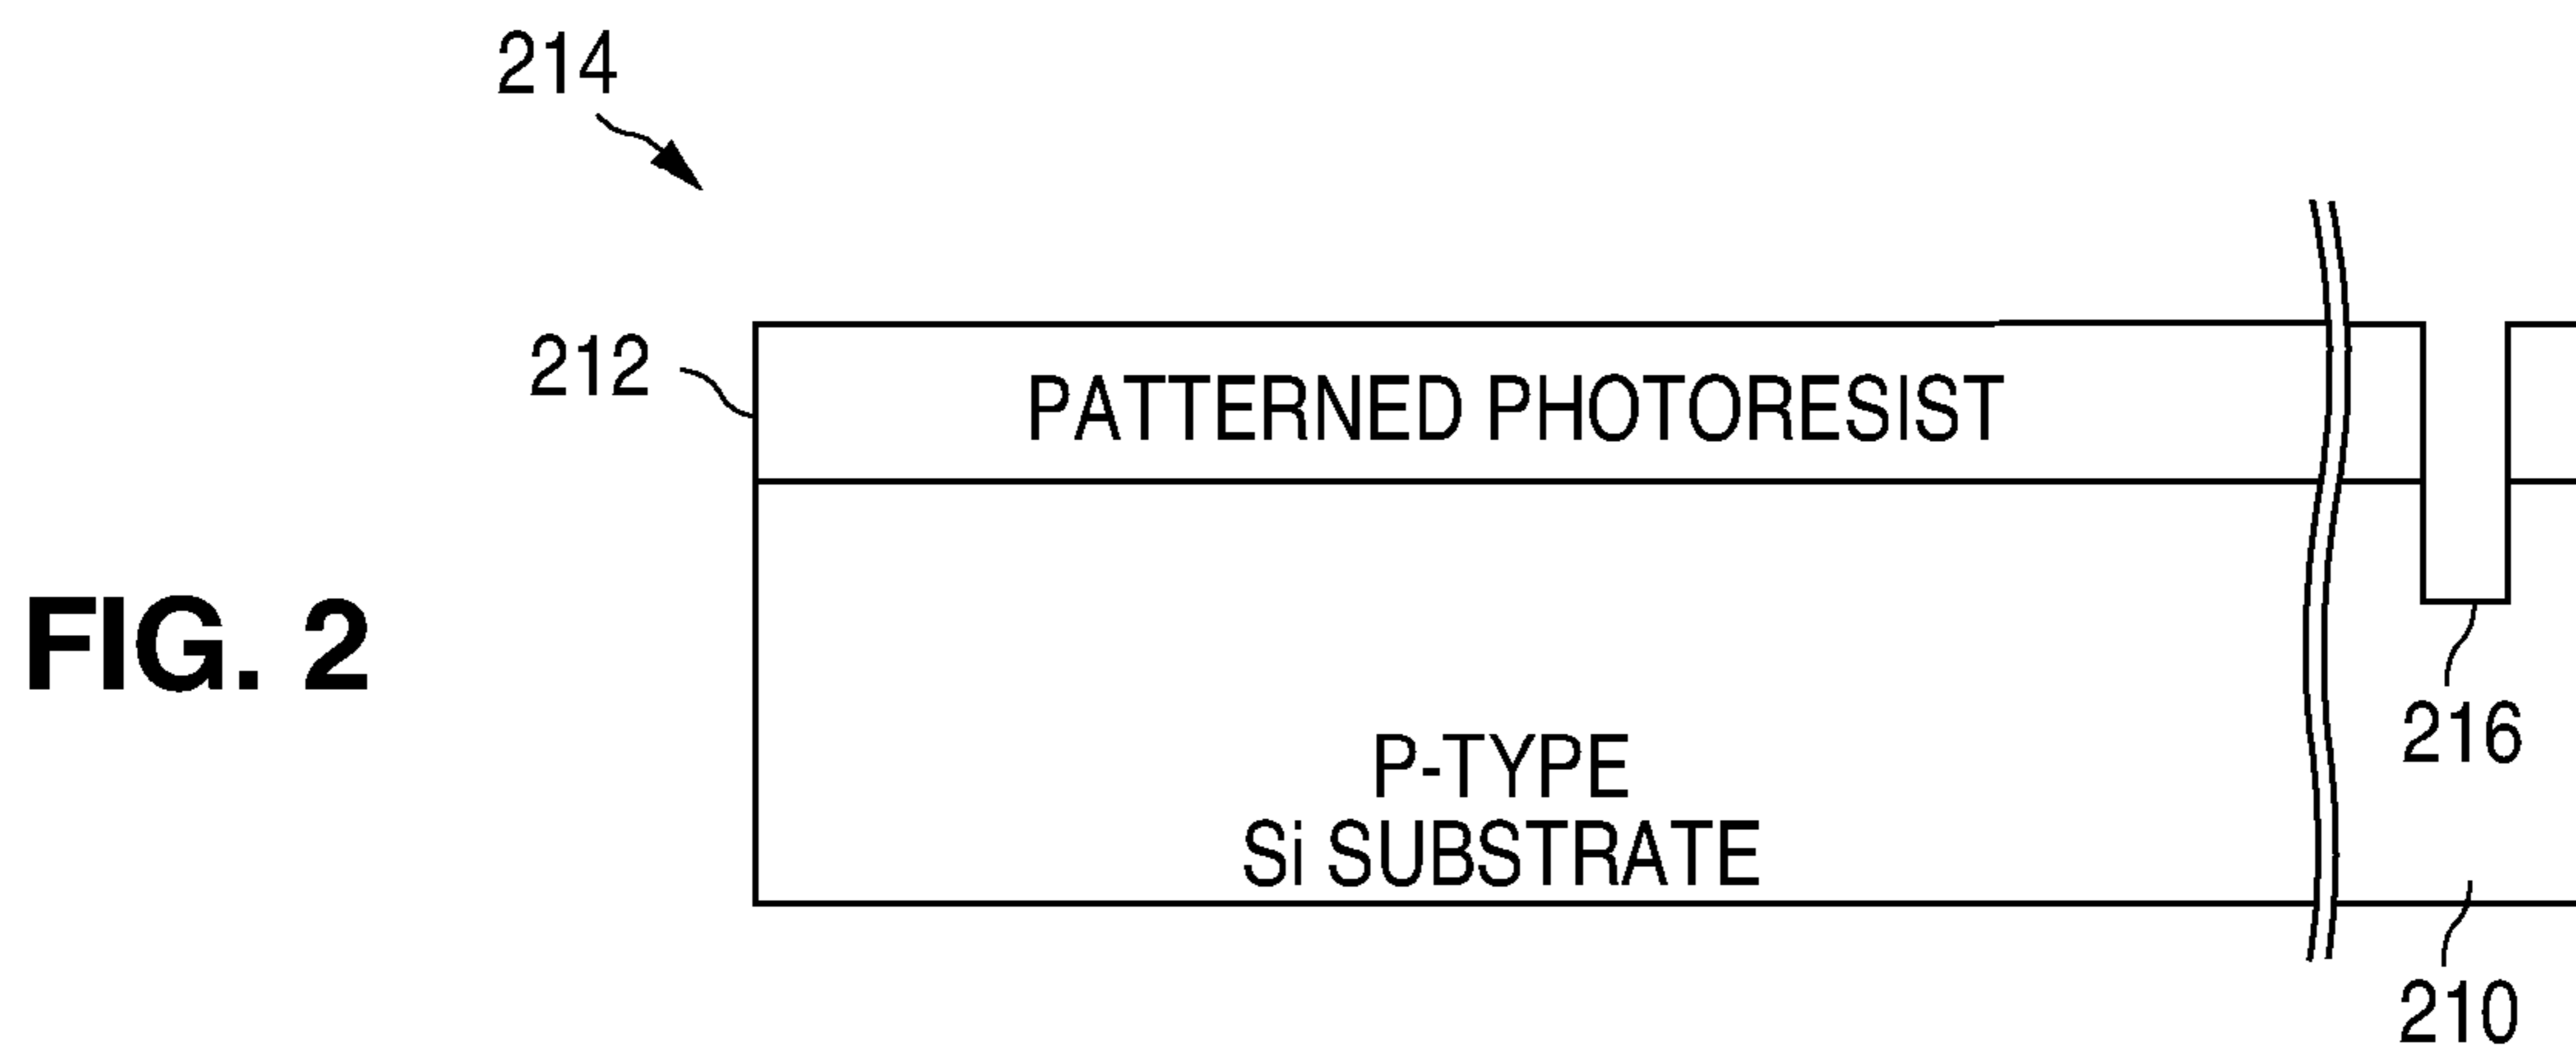 214
212
PATTERNED PHOTORESIST
FIG. 2
216
P-TYPE
Si SUBSTRATE
210